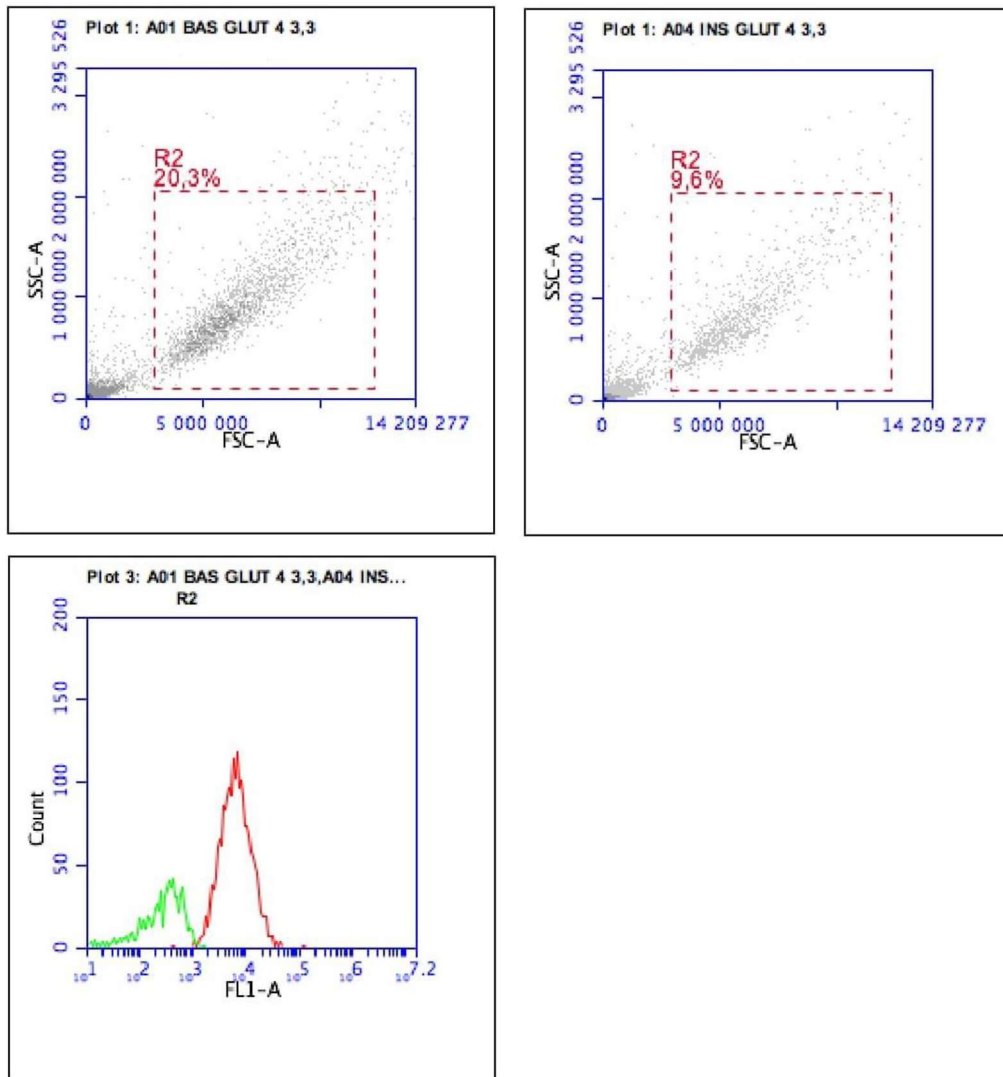 Plot 1: A01 BAS GLUT 4 3,3
3 295 526
2 000 000
1 000 000
0
SSC-A
R2
20,3%
0
5 000 000
14 209 277
FSC-A
Plot 1: A04 INS GLUT 4 3,3
3 295 526
2 000 000
1 000 000
0
SSC-A
R2
9,6%
0
5 000 000
14 209 277
FSC-A
Plot 3: A01 BAS GLUT 4 3,3,A04 INS...
R2
200
150
100
50
0
Count
10^1
10^2
10^3
10^4
10^5
10^6
10^7.2
FL1-A